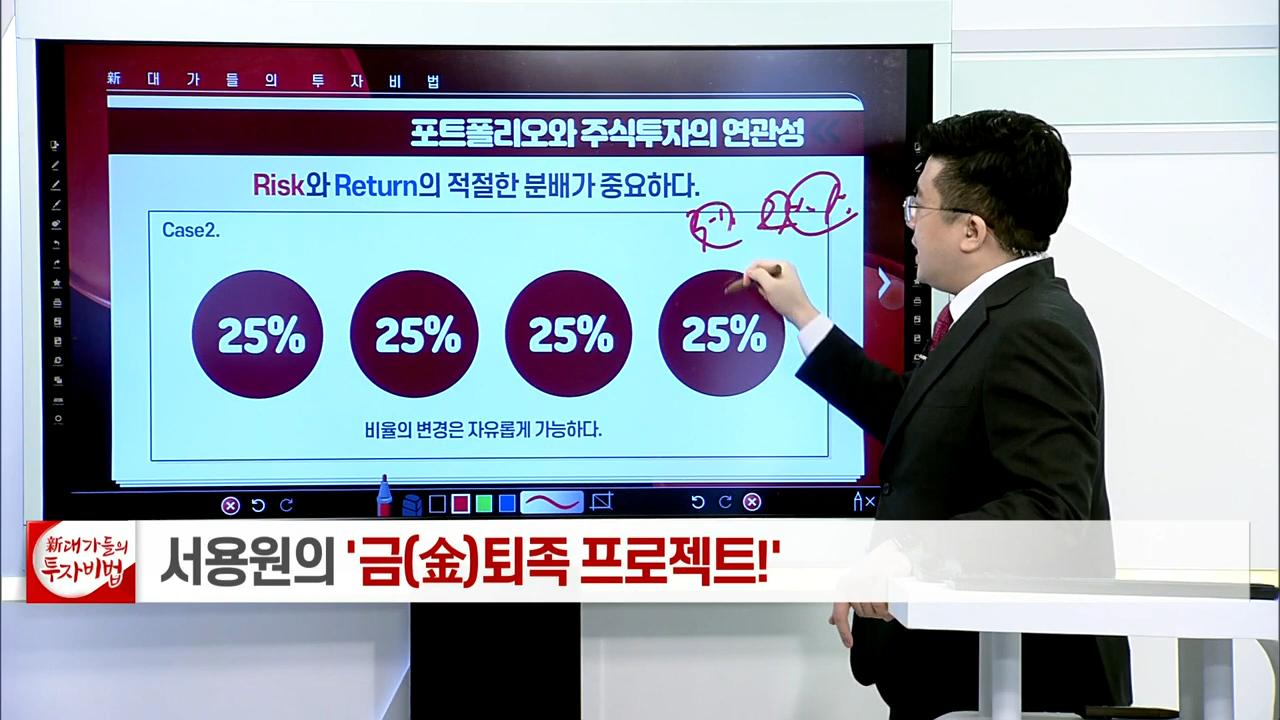 新 대 가 들 의 투 자 비 법
포트폴리오와 주식투자의 연관성
Risk와 Return의 적절한 분배가 중요하다.
Case2.
25% 25% 25% 25%
비율의 변경은 자유롭게 가능하다.
新대가들의
투자비법
서용원의 '금(金)퇴족 프로젝트!'